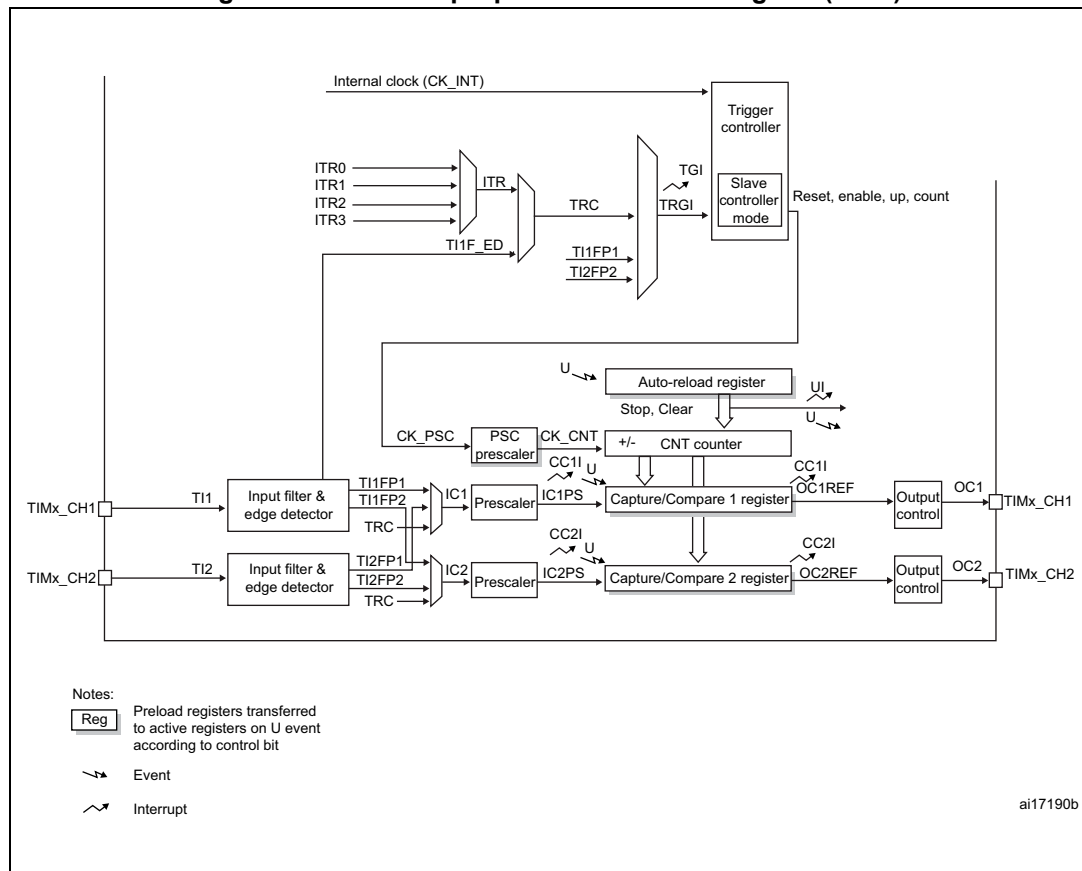 Internal clock (CK_INT)
Trigger
controller
ITR0
ITR1
ITR2
ITR3
ITR
TI1F_ED
TRC
TI1FP1
TI2FP2
TGI
TRGI
Slave
controller
mode
Reset, enable, up, count
U
Auto-reload register
Stop, Clear
UI
U
CK_PSC
PSC
prescaler
CK_CNT
+/-
CNT counter
TIMx_CH1
TI1
Input filter &
edge detector
TI1FP1
TI1FP2
TRC
IC1
Prescaler
CC1I
U
IC1PS
Capture/Compare 1 register
CC1I
OC1REF
Output
control
OC1
TIMx_CH1
TIMx_CH2
TI2
Input filter &
edge detector
TI2FP1
TI2FP2
TRC
IC2
Prescaler
CC2I
U
IC2PS
Capture/Compare 2 register
CC2I
OC2REF
Output
control
OC2
TIMx_CH2
Notes:
Reg
Preload registers transferred
to active registers on U event
according to control bit
Event
Interrupt
ai17190b